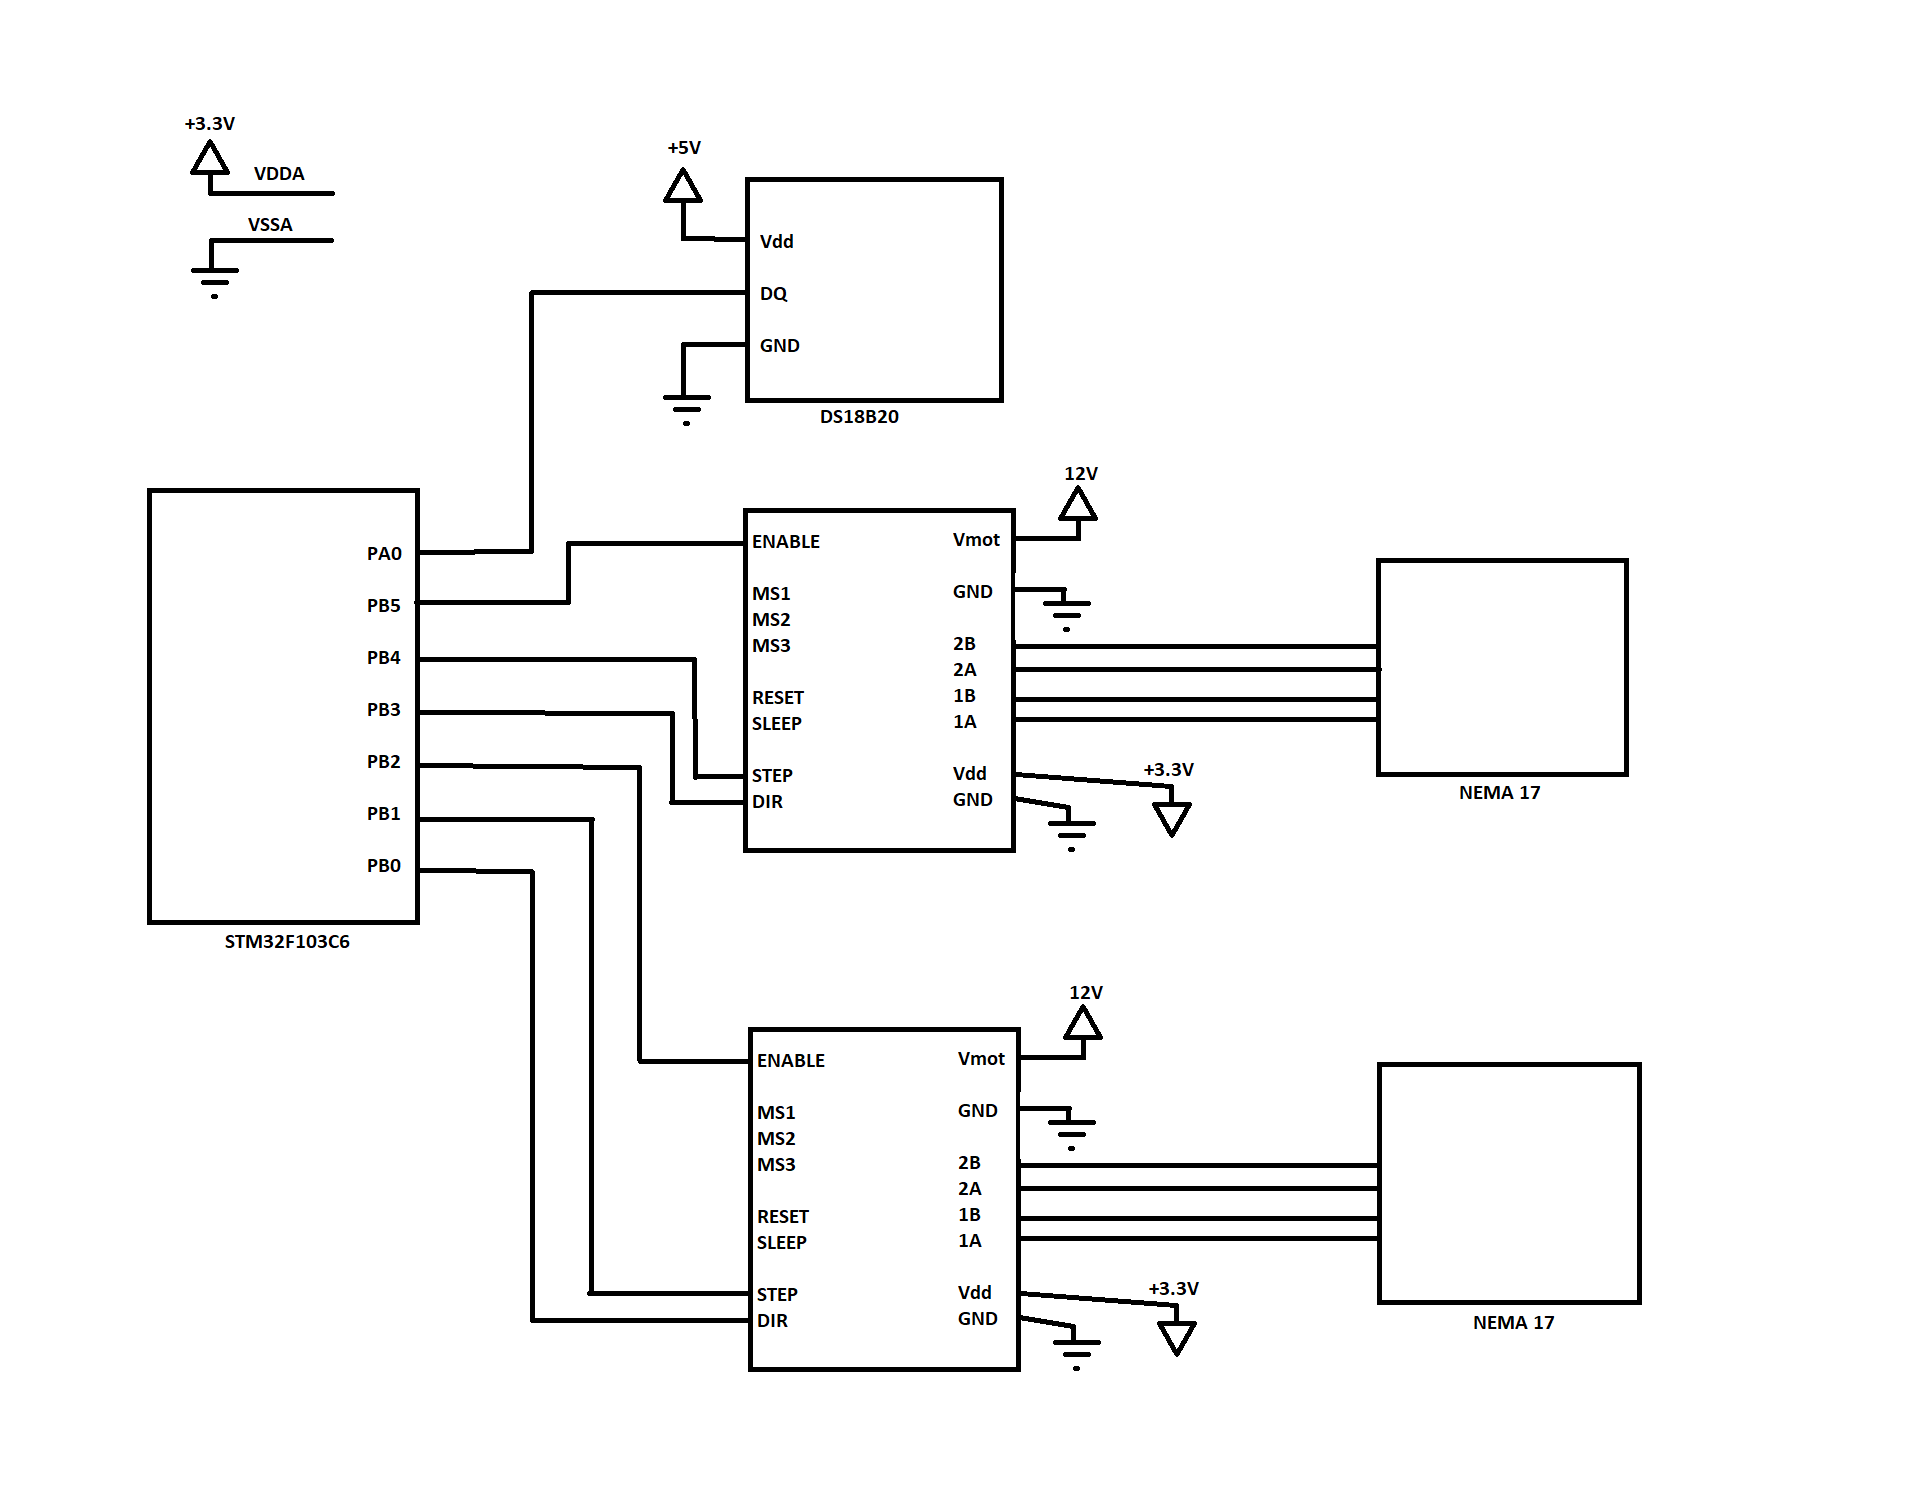 +3.3V
VDDA
VSSA
+5V
Vdd
DQ
GND
DS18B20
PA0
PB5
PB4
PB3
PB2
PB1
PB0
STM32F103C6
12V
ENABLE
MS1
MS2
MS3
RESET
SLEEP
STEP
DIR
Vmot
GND
2B
2A
1B
1A
Vdd
GND
+3.3V
NEMA 17
12V
ENABLE
MS1
MS2
MS3
RESET
SLEEP
STEP
DIR
Vmot
GND
2B
2A
1B
1A
Vdd
GND
+3.3V
NEMA 17